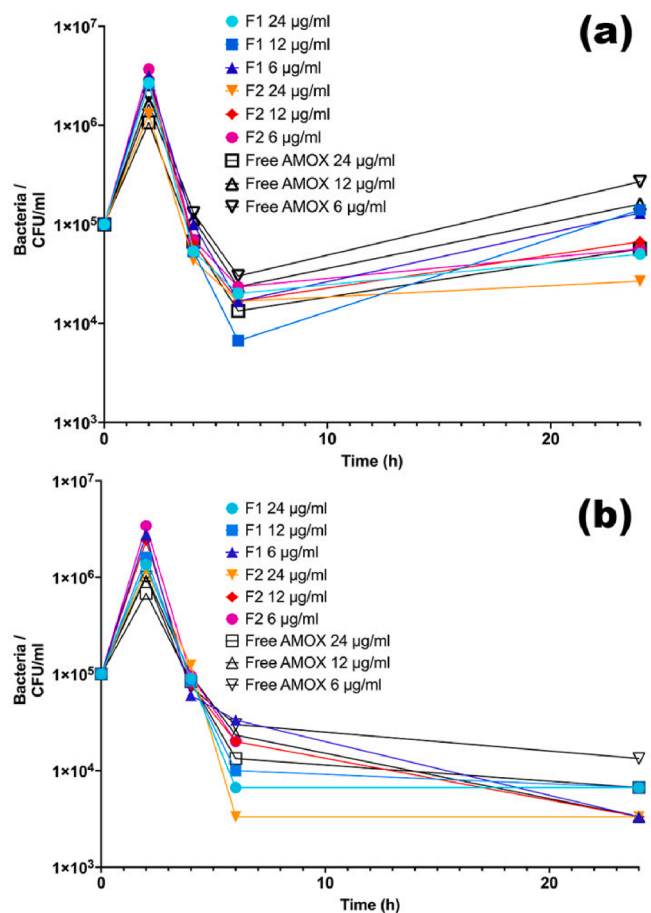 (a)
F1 24 µg/ml
F1 12 µg/ml
F1 6 µg/ml
F2 24 µg/ml
F2 12 µg/ml
F2 6 µg/ml
Free AMOX 24 µg/ml
Free AMOX 12 µg/ml
Free AMOX 6 µg/ml
Bacteria /
CFU/ml
1×10⁷
1×10⁶
1×10⁵
1×10⁴
1×10³
0
10
20
Time (h)
(b)
F1 24 µg/ml
F1 12 µg/ml
F1 6 µg/ml
F2 24 µg/ml
F2 12 µg/ml
F2 6 µg/ml
Free AMOX 24 µg/ml
Free AMOX 12 µg/ml
Free AMOX 6 µg/ml
Bacteria /
CFU/ml
1×10⁷
1×10⁶
1×10⁵
1×10⁴
1×10³
0
10
20
Time (h)